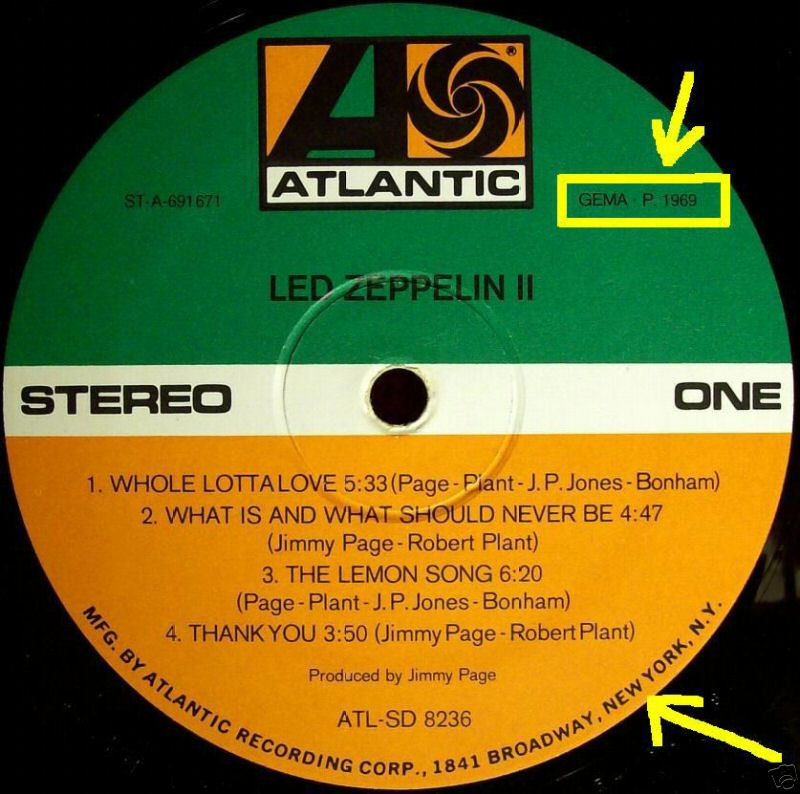 ATLANTIC
ST-A-691671
GEMA · P. 1969
LED ZEPPELIN II
STEREO
ONE
1. WHOLE LOTTA LOVE 5:33 (Page - Plant - J.P. Jones - Bonham)
2. WHAT IS AND WHAT SHOULD NEVER BE 4:47
(Jimmy Page - Robert Plant)
3. THE LEMON SONG 6:20
(Page - Plant - J.P. Jones - Bonham)
4. THANK YOU 3:50 (Jimmy Page - Robert Plant)
Produced by Jimmy Page
ATL-SD 8236
MFG. BY ATLANTIC RECORDING CORP., 1841 BROADWAY, NEW YORK, N.Y.